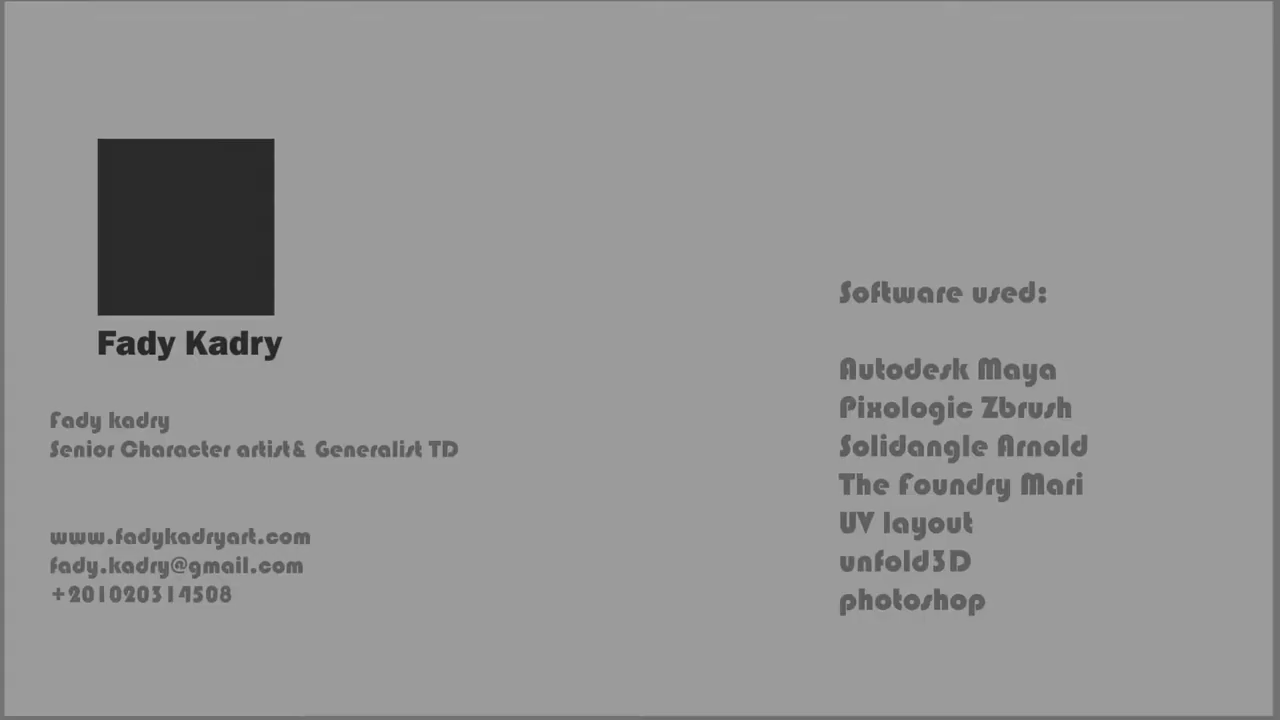 Fady Kadry
Fady kadry
Senior Character artist& Generalist TD
www.fadykadryart.com
fady.kadry@gmail.com
+201020314508
Software used:
Autodesk Maya
Pixologic Zbrush
Solidangle Arnold
The Foundry Mari
UV layout
unfold3D
photoshop